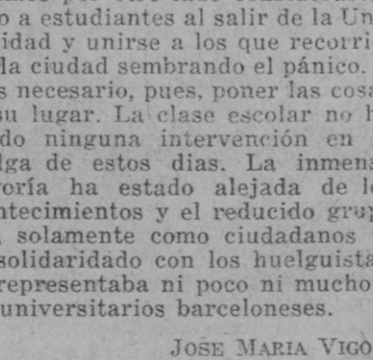 o a estudiantes al salir de la Un
idad y unirse a los que recorri
la ciudad sembrando el pánico.
s necesario, pues, poner las cosa
su lugar. La clase escolar no h
do ninguna intervención en
lga de estos dias. La inmen
oría ha estado alejada de l
ntecimientos y el reducido gru
, solamente como ciudadanos
solidaridado con los huelguista
representaba ni poco ni mucho
universitarios barceloneses.
JOSE MARIA VIGO